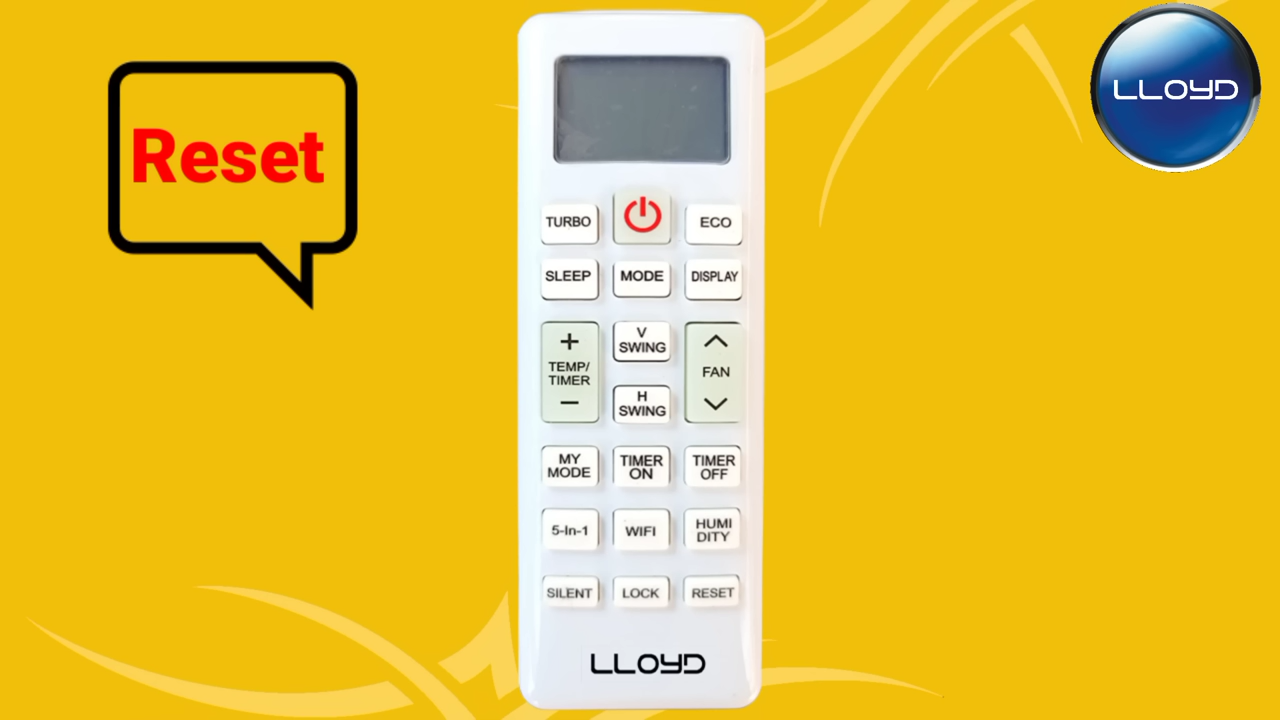 Reset
LLOYD
TURBO
ECO
SLEEP
MODE
DISPLAY
+
TEMP/
TIMER
−
V
SWING
H
SWING
FAN
MY
MODE
TIMER
ON
TIMER
OFF
5-In-1
WIFI
HUMI
DITY
SILENT
LOCK
RESET
LLOYD